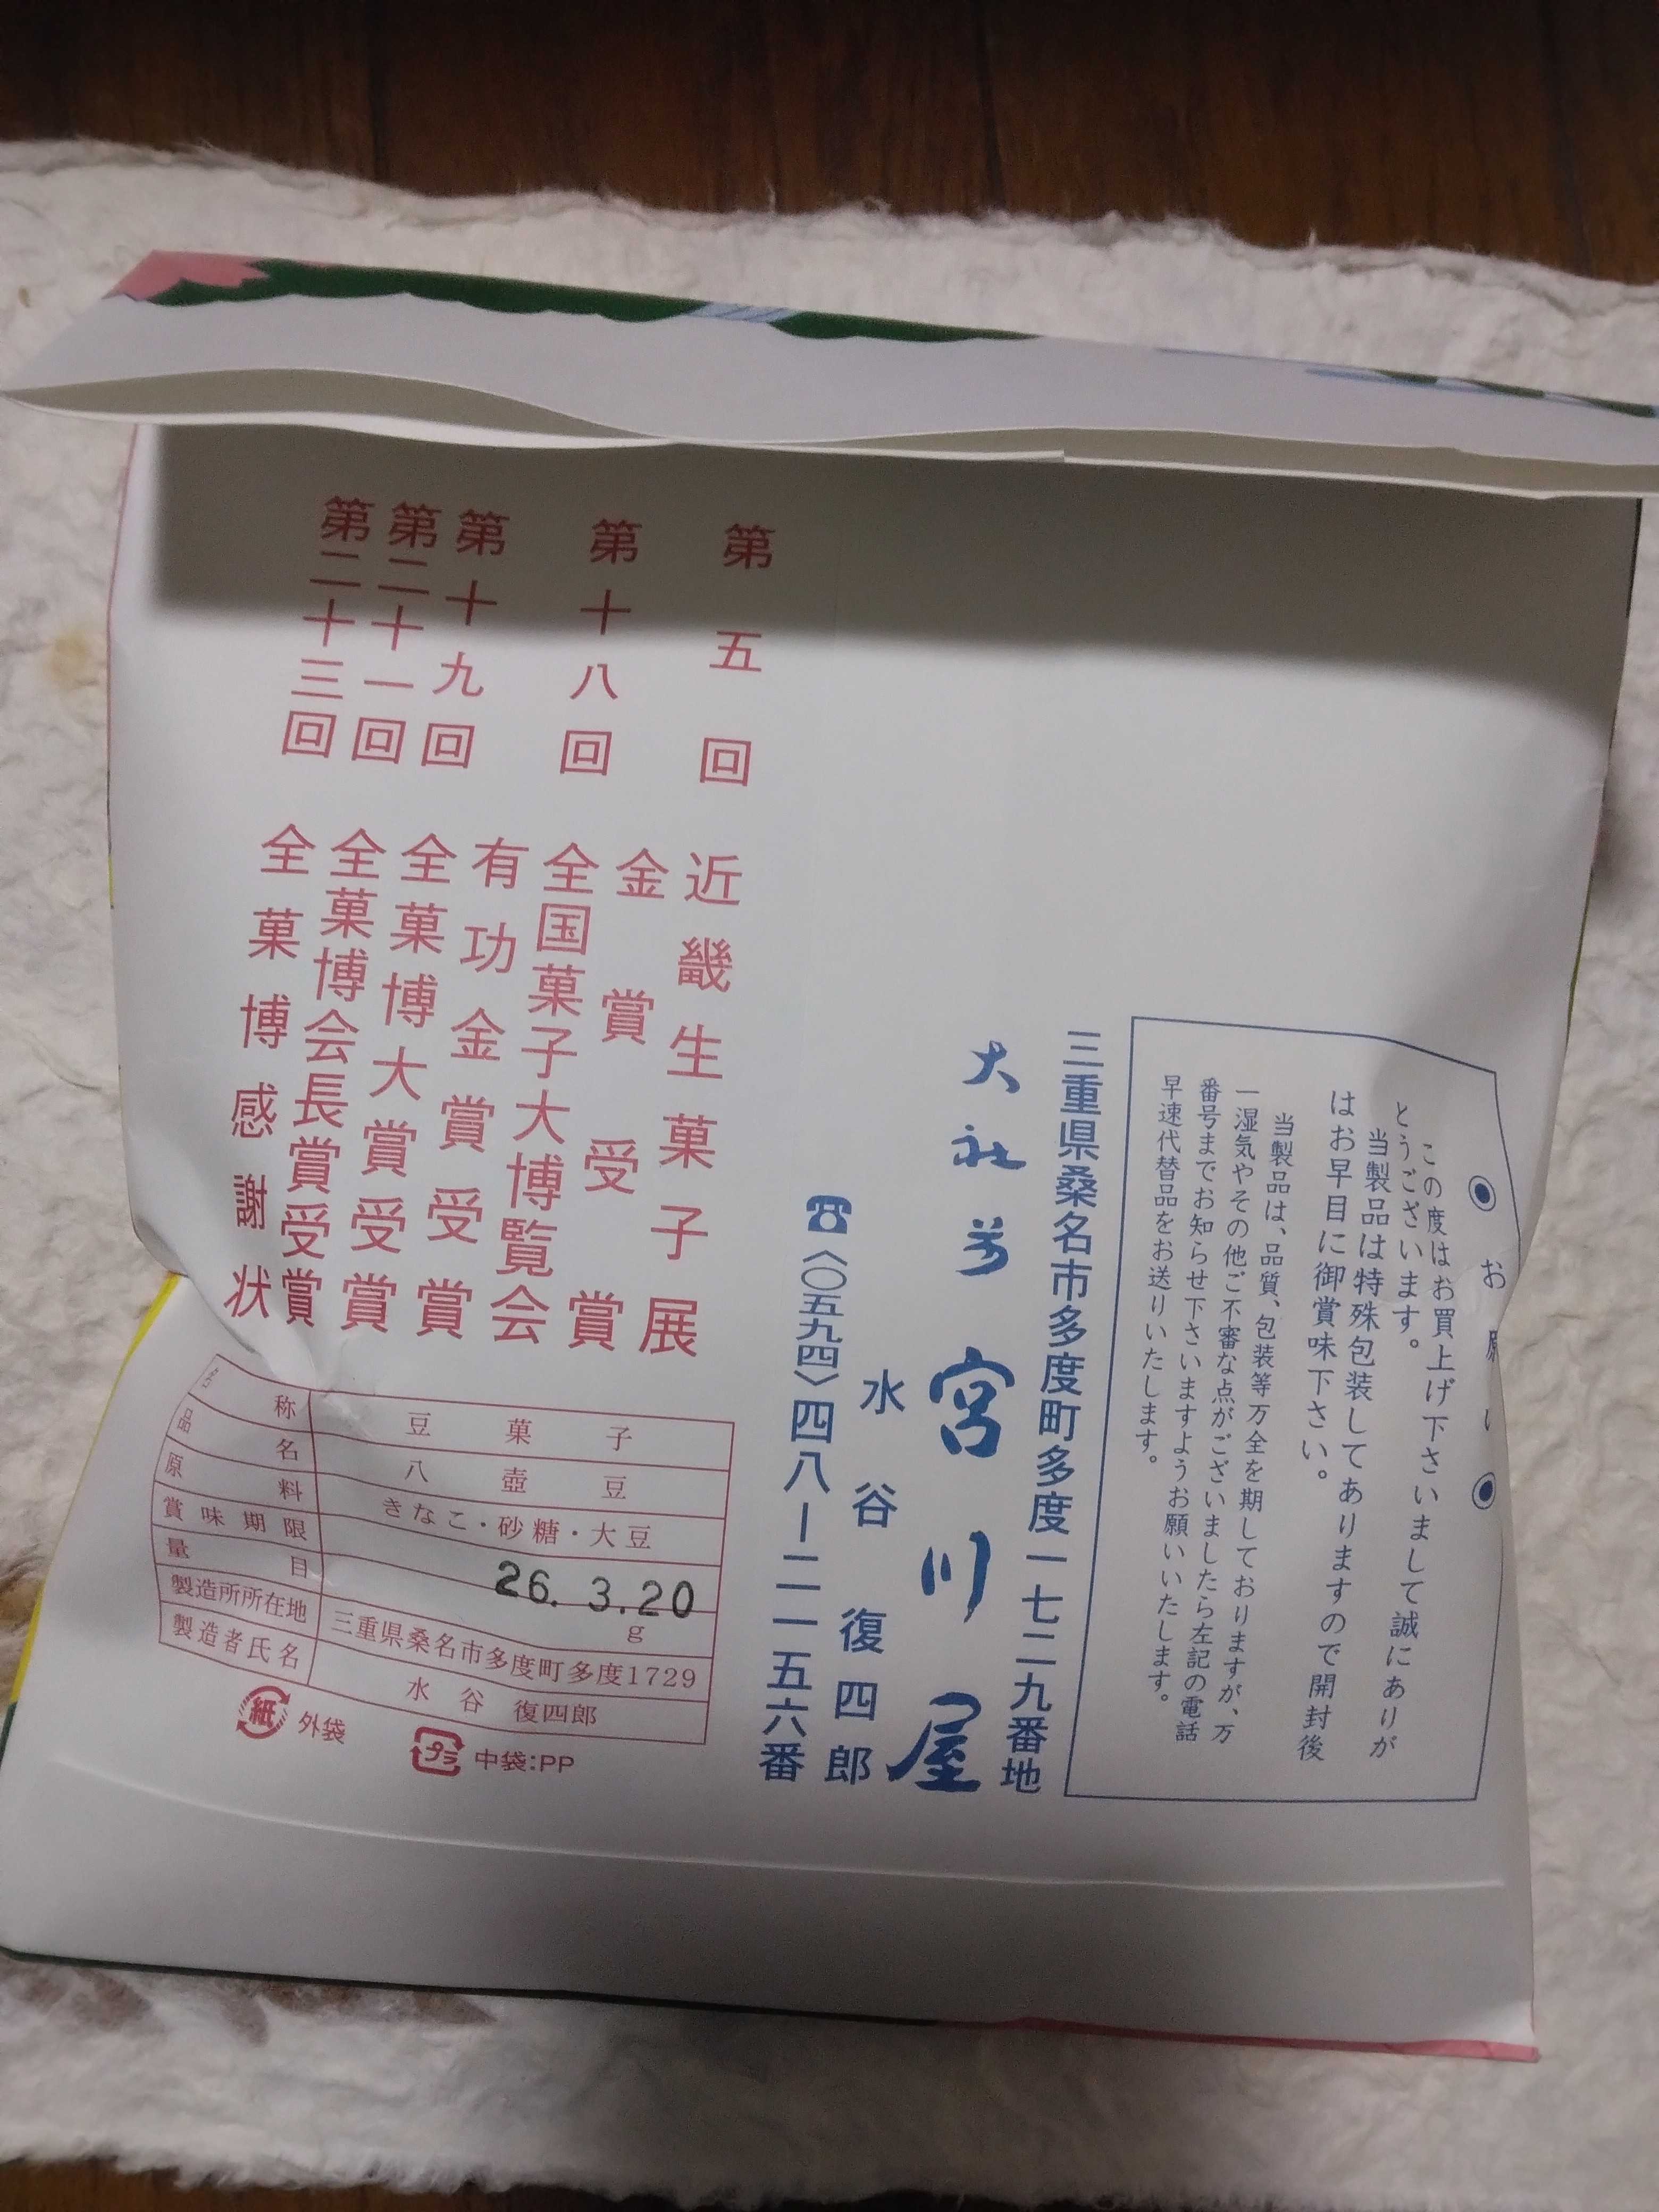 お願い
この度はお買上げ下さいまして誠にありが
とうございます。
当製品は特殊包装してありますので開封後
はお早目に御賞味下さい。
当製品は、品質、包装等万全を期しておりますが、万
一湿気やその他ご不審な点がございましたら左記の電話
番号までお知らせ下さいますようお願いいたします。
早速代替品をお送りいたします。
三重県桑名市多度町多度一七二九番地
大社前 宮川屋
水谷復四郎
☎〈〇五九四〉四八ー二一五六番
第五回 近畿生菓子展
金賞受賞
第十八回 全国菓子大博覧会
有功金賞受賞
第十九回 全菓博大賞受賞
第二十一回 全菓博会長賞受賞
第二十三回 全菓博感謝状
名称 豆菓子
品名 八壺豆
原料 きなこ・砂糖・大豆
賞味期限 26. 3.20
量目 g
製造所所在地 三重県桑名市多度町多度1729
製造者氏名 水谷 復四郎
紙 外袋
プラ 中袋:PP